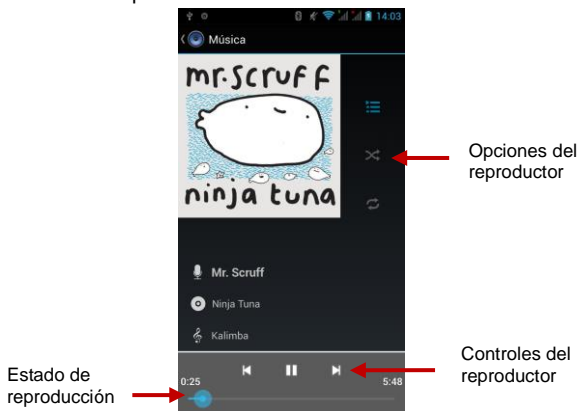 14:03
Música
mr. scruff
ninja tuna
Opciones del
reproductor
Mr. Scruff
Ninja Tuna
Kalimba
Controles del
reproductor
Estado de
reproducción
0:25
5:48